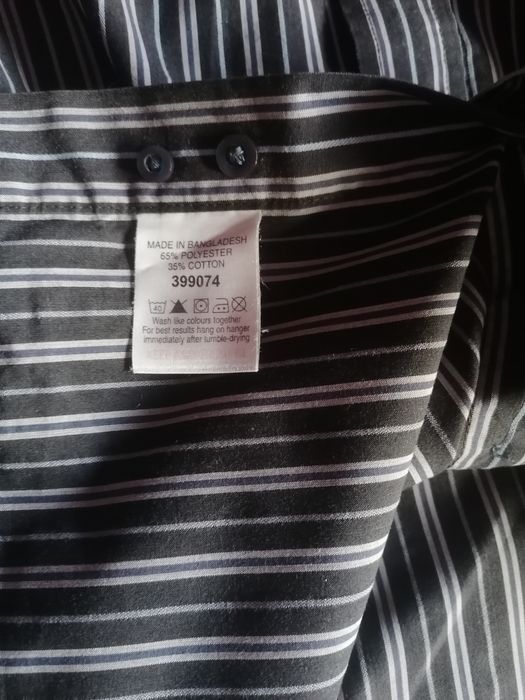 MADE IN BANGLADESH
65% POLYESTER
35% COTTON
399074
40
Wash like colours together
For best results hang on hanger
immediately after tumble-drying